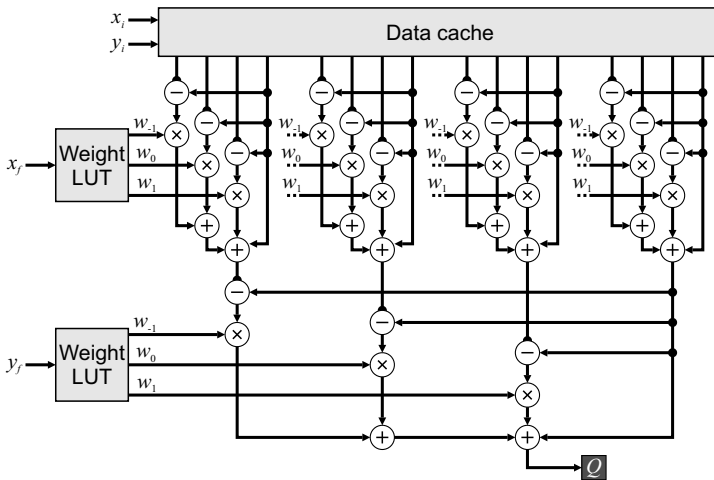 x_i
y_i
Data cache
w_-1
w_0
w_1
x_f
Weight
LUT
w_-1
w_0
w_1
w_-1
w_0
w_1
w_-1
w_0
w_1
y_f
Weight
LUT
w_-1
w_0
w_1
Q